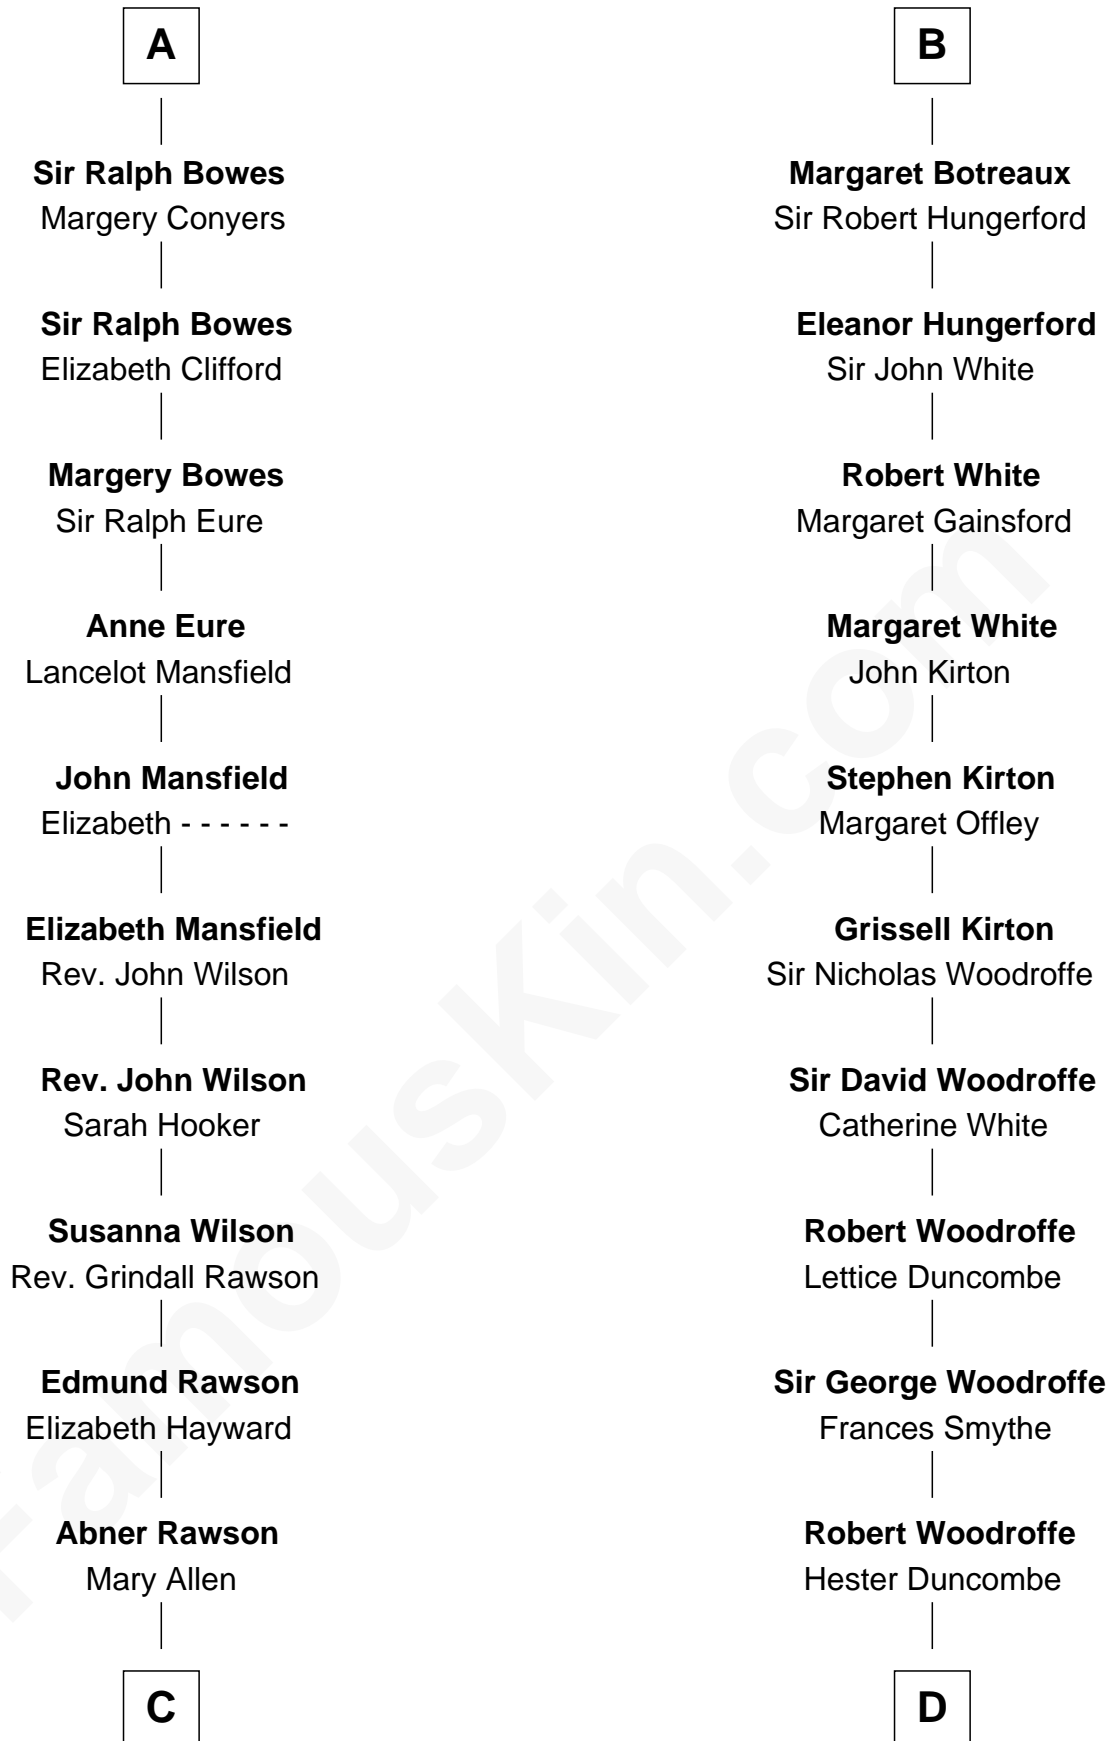 A
Sir Ralph Bowes
Margery Conyers
Sir Ralph Bowes
Elizabeth Clifford
Margery Bowes
Sir Ralph Eure
Anne Eure
Lancelot Mansfield
John Mansfield
Elizabeth - - - - - -
Elizabeth Mansfield
Rev. John Wilson
Rev. John Wilson
Sarah Hooker
Susanna Wilson
Rev. Grindall Rawson
Edmund Rawson
Elizabeth Hayward
Abner Rawson
Mary Allen
C
B
Margaret Botreaux
Sir Robert Hungerford
Eleanor Hungerford
Sir John White
Robert White
Margaret Gainsford
Margaret White
John Kirton
Stephen Kirton
Margaret Offley
Grissell Kirton
Sir Nicholas Woodroffe
Sir David Woodroffe
Catherine White
Robert Woodroffe
Lettice Duncombe
Sir George Woodroffe
Frances Smythe
Robert Woodroffe
Hester Duncombe
D
FamousKin.com